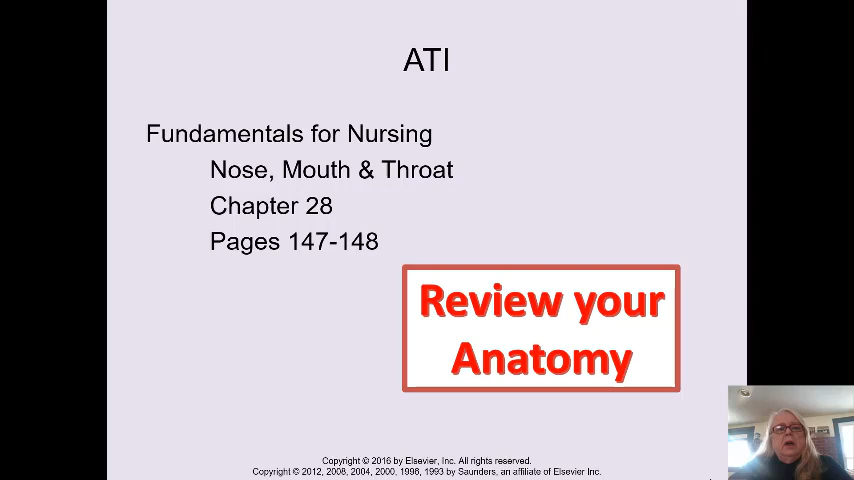 ATI
Fundamentals for Nursing
Nose, Mouth & Throat
Chapter 28
Pages 147-148
Review your
Anatomy
Copyright © 2016 by Elsevier, Inc. All rights reserved.
Copyright © 2012, 2008, 2004, 2000, 1996, 1993 by Saunders, an affiliate of Elsevier Inc.